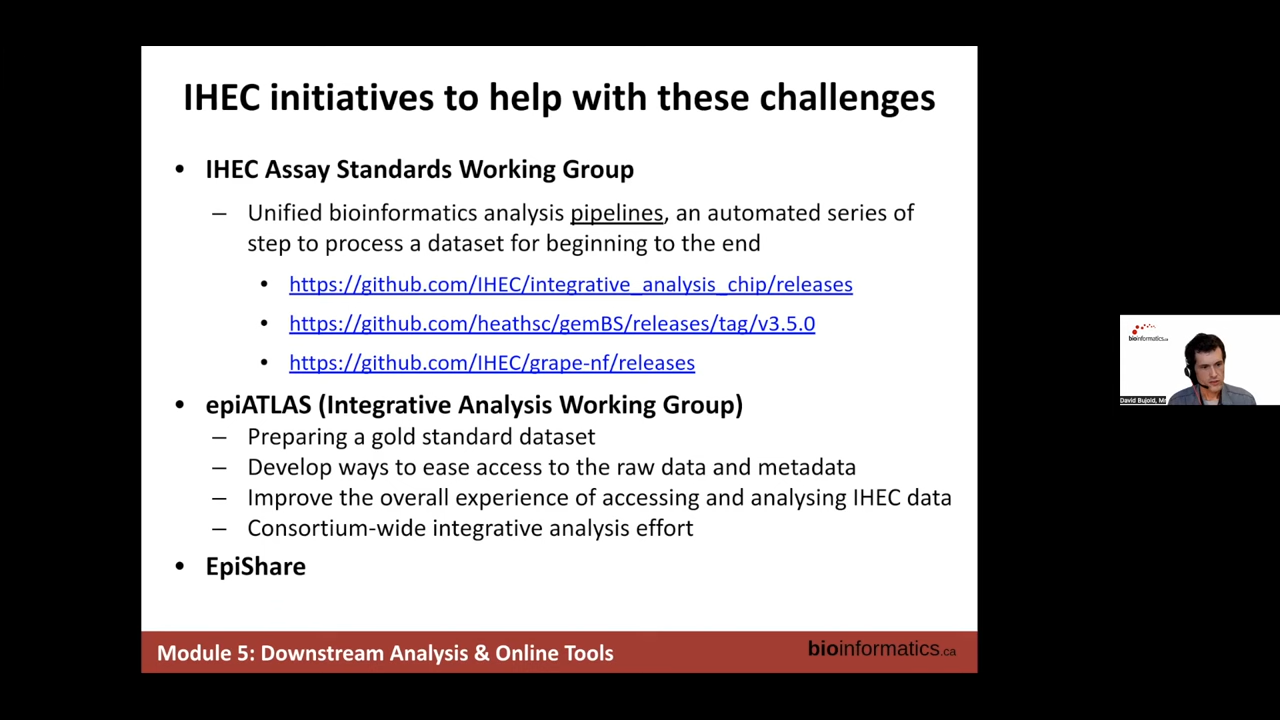 IHEC initiatives to help with these challenges
• IHEC Assay Standards Working Group
– Unified bioinformatics analysis pipelines, an automated series of
step to process a dataset for beginning to the end
• https://github.com/IHEC/integrative_analysis_chip/releases
• https://github.com/heathsc/gemBS/releases/tag/v3.5.0
• https://github.com/IHEC/grape-nf/releases
• epiATLAS (Integrative Analysis Working Group)
– Preparing a gold standard dataset
– Develop ways to ease access to the raw data and metadata
– Improve the overall experience of accessing and analysing IHEC data
– Consortium-wide integrative analysis effort
• EpiShare
Module 5: Downstream Analysis & Online Tools
bioinformatics.ca
bioinformatics.ca
David Bujold, M